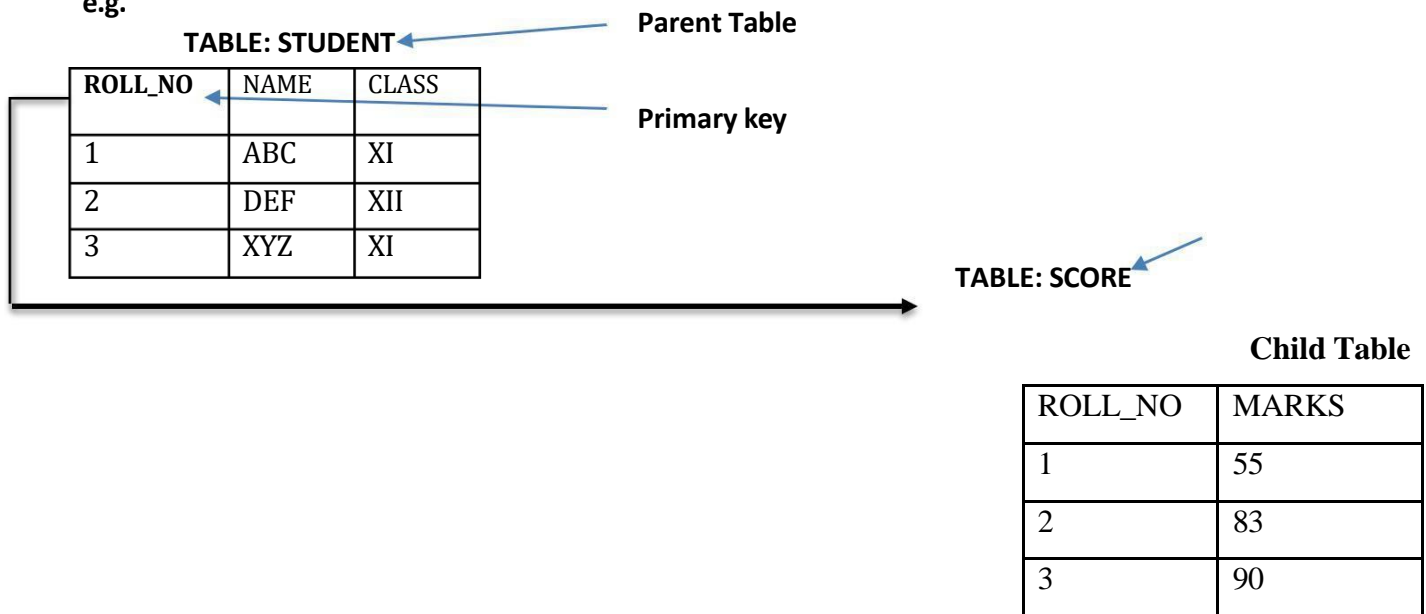 e.g.
Parent Table
TABLE: STUDENT
ROLL_NO NAME CLASS
Primary key
1 ABC XI
2 DEF XII
3 XYZ XI
TABLE: SCORE
Child Table
ROLL_NO MARKS
1 55
2 83
3 90